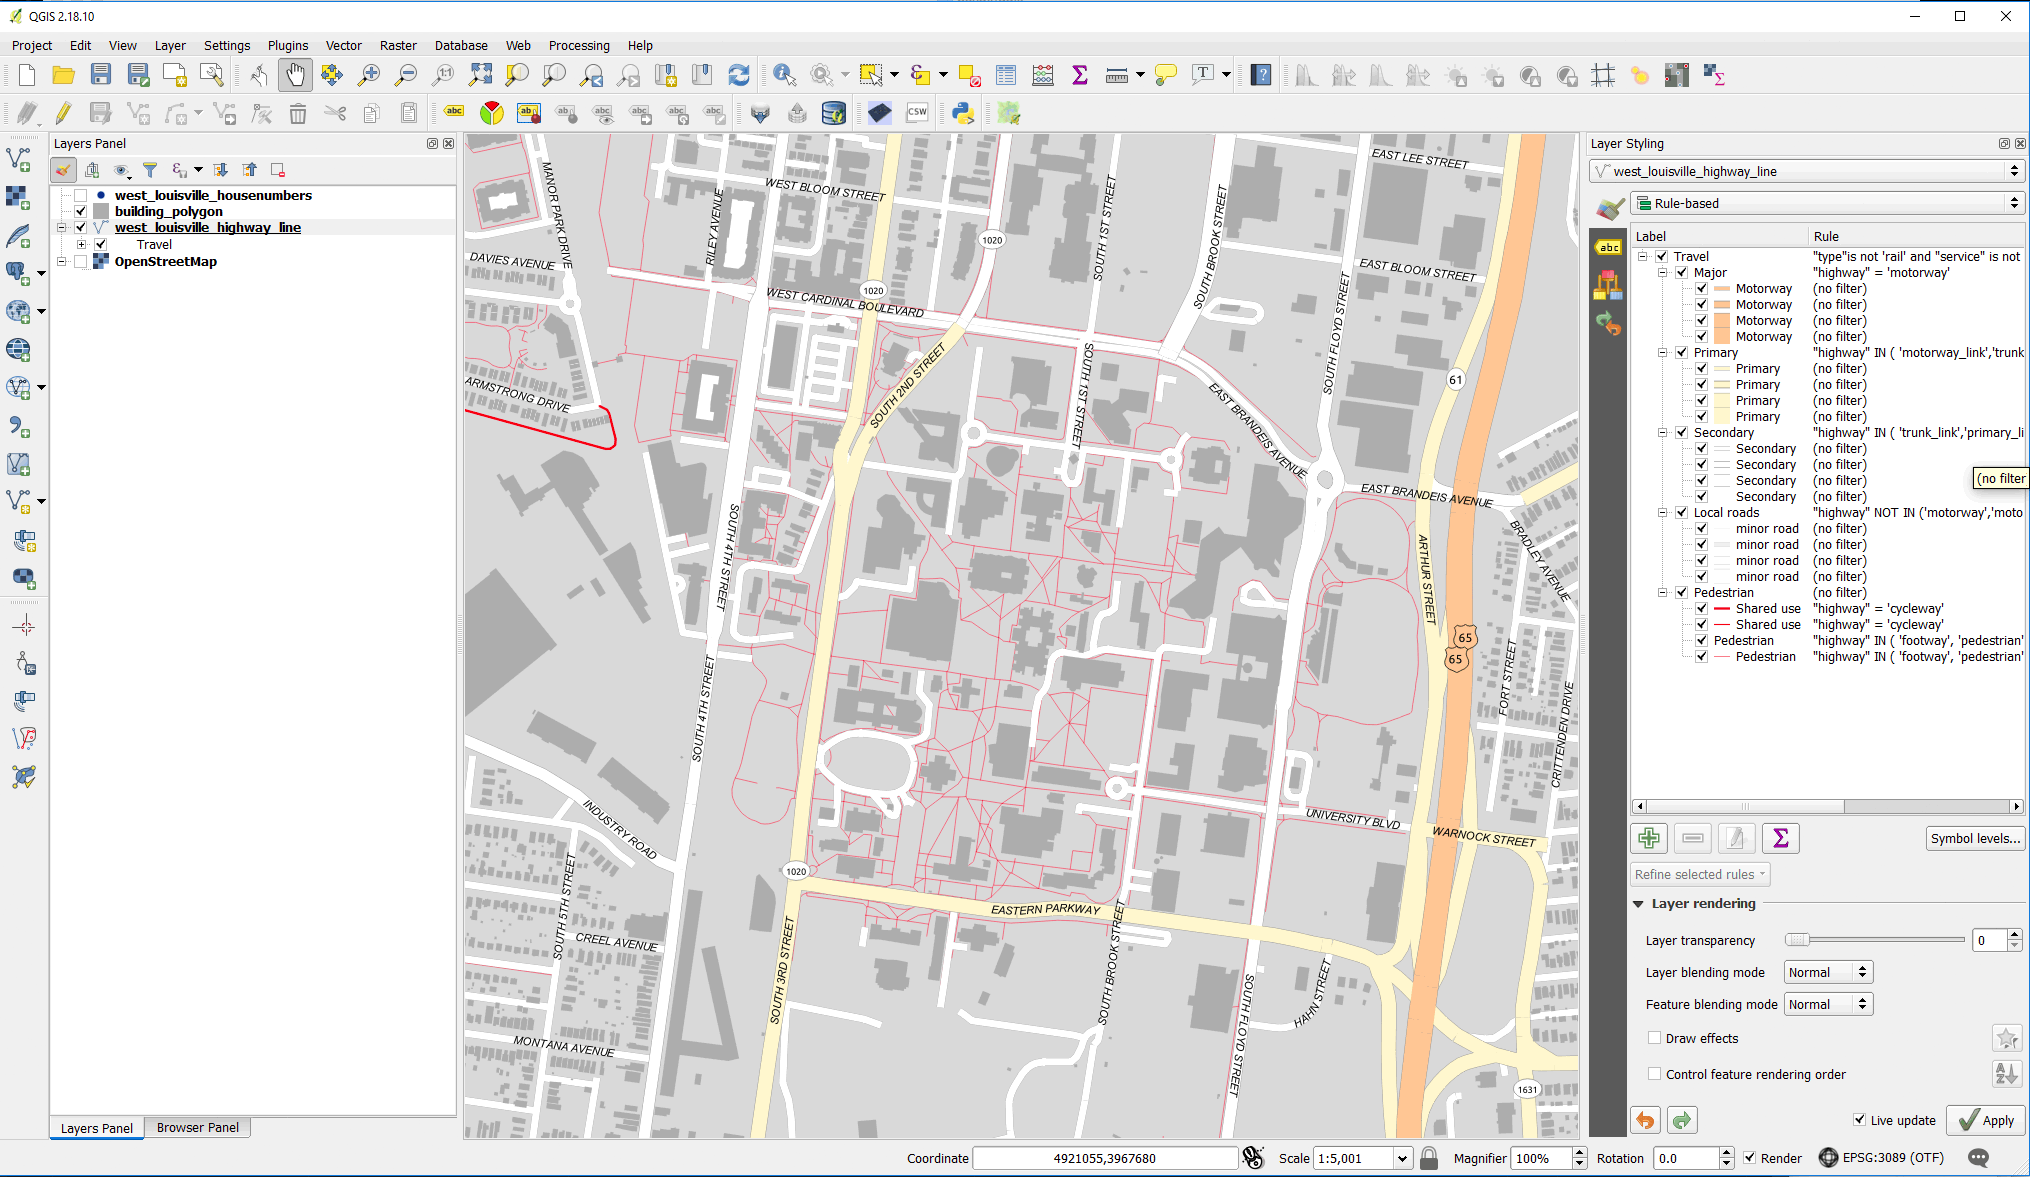 QGIS 2.18.10
Project Edit View Layer Settings Plugins Vector Raster Database Web Processing Help
Layers Panel
west_louisville_housenumbers
building_polygon
west_louisville_highway_line
Travel
OpenStreetMap
Layers Panel
Browser Panel
MANOR PARK DRIVE
RILEY AVENUE
WEST BLOOM STREET
DAVIES AVENUE
1020
SOUTH 1ST STREET
SOUTH BROOK STREET
EAST LEE STREET
EAST BLOOM STREET
1020
WEST CARDINAL BOULEVARD
SOUTH FLOYD STREET
ARMSTRONG DRIVE
SOUTH 2ND STREET
SOUTH 1ST STREET
EAST BRANDEIS AVENUE
61
EAST BRANDEIS AVENUE
SOUTH 4TH STREET
ARTHUR STREET
BRADLEY AVENUE
65
65
SOUTH 4TH STREET
FORT STREET
CRITTENDEN DRIVE
INDUSTRY ROAD
UNIVERSITY BLVD
WARNOCK STREET
SOUTH 5TH STREET
1020
EASTERN PARKWAY
CREEL AVENUE
SOUTH 3RD STREET
SOUTH BROOK STREET
SOUTH FLOYD STREET
HAHN STREET
MONTANA AVENUE
1631
Layer Styling
west_louisville_highway_line
Rule-based
Label Rule
Travel "type"is not 'rail' and "service" is not
Major "highway" = 'motorway'
Motorway (no filter)
Motorway (no filter)
Motorway (no filter)
Motorway (no filter)
Primary "highway" IN ( 'motorway_link','trunk
Primary (no filter)
Primary (no filter)
Primary (no filter)
Primary (no filter)
Secondary "highway" IN ( 'trunk_link','primary_li
Secondary (no filter)
Secondary (no filter)
Secondary (no filter)
Secondary (no filter)
(no filter
Local roads "highway" NOT IN ('motorway','moto
minor road (no filter)
minor road (no filter)
minor road (no filter)
minor road (no filter)
Pedestrian (no filter)
Shared use "highway" = 'cycleway'
Shared use "highway" = 'cycleway'
Pedestrian "highway" IN ( 'footway', 'pedestrian'
Pedestrian "highway" IN ( 'footway', 'pedestrian'
Symbol levels...
Refine selected rules
Layer rendering
Layer transparency 0
Layer blending mode Normal
Feature blending mode Normal
Draw effects
Control feature rendering order
Live update
Apply
Coordinate 4921055,3967680 Scale 1:5,001 Magnifier 100% Rotation 0.0 Render EPSG:3089 (OTF)